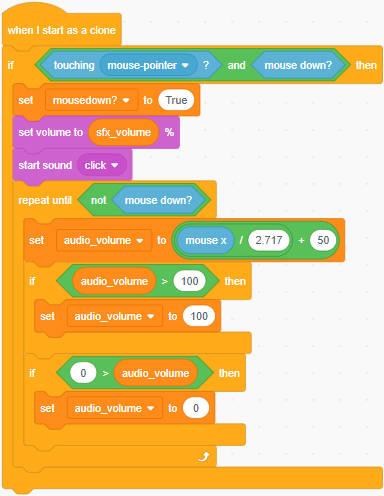 when I start as a clone
if touching mouse-pointer ? and mouse down? then
set mousedown? to True
set volume to sfx_volume %
start sound click
repeat until not mouse down?
set audio_volume to mouse x / 2.717 + 50
if audio_volume > 100 then
set audio_volume to 100
if 0 > audio_volume then
set audio_volume to 0